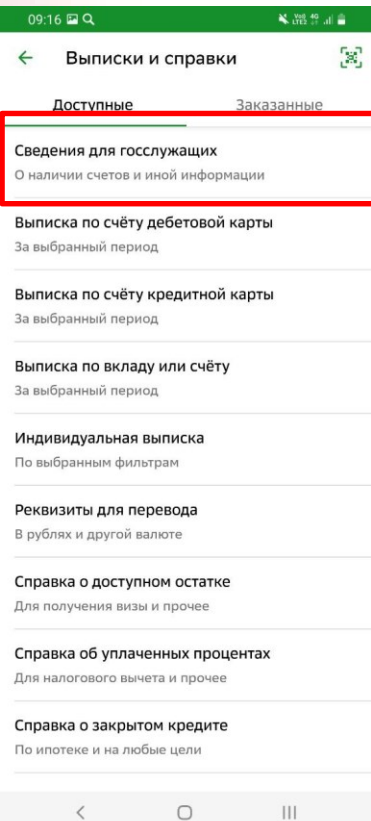 09:16
Выписки и справки
Доступные Заказанные
Сведения для госслужащих
О наличии счетов и иной информации
Выписка по счёту дебетовой карты
За выбранный период
Выписка по счёту кредитной карты
За выбранный период
Выписка по вкладу или счёту
За выбранный период
Индивидуальная выписка
По выбранным фильтрам
Реквизиты для перевода
В рублях и другой валюте
Справка о доступном остатке
Для получения визы и прочее
Справка об уплаченных процентах
Для налогового вычета и прочее
Справка о закрытом кредите
По ипотеке и на любые цели